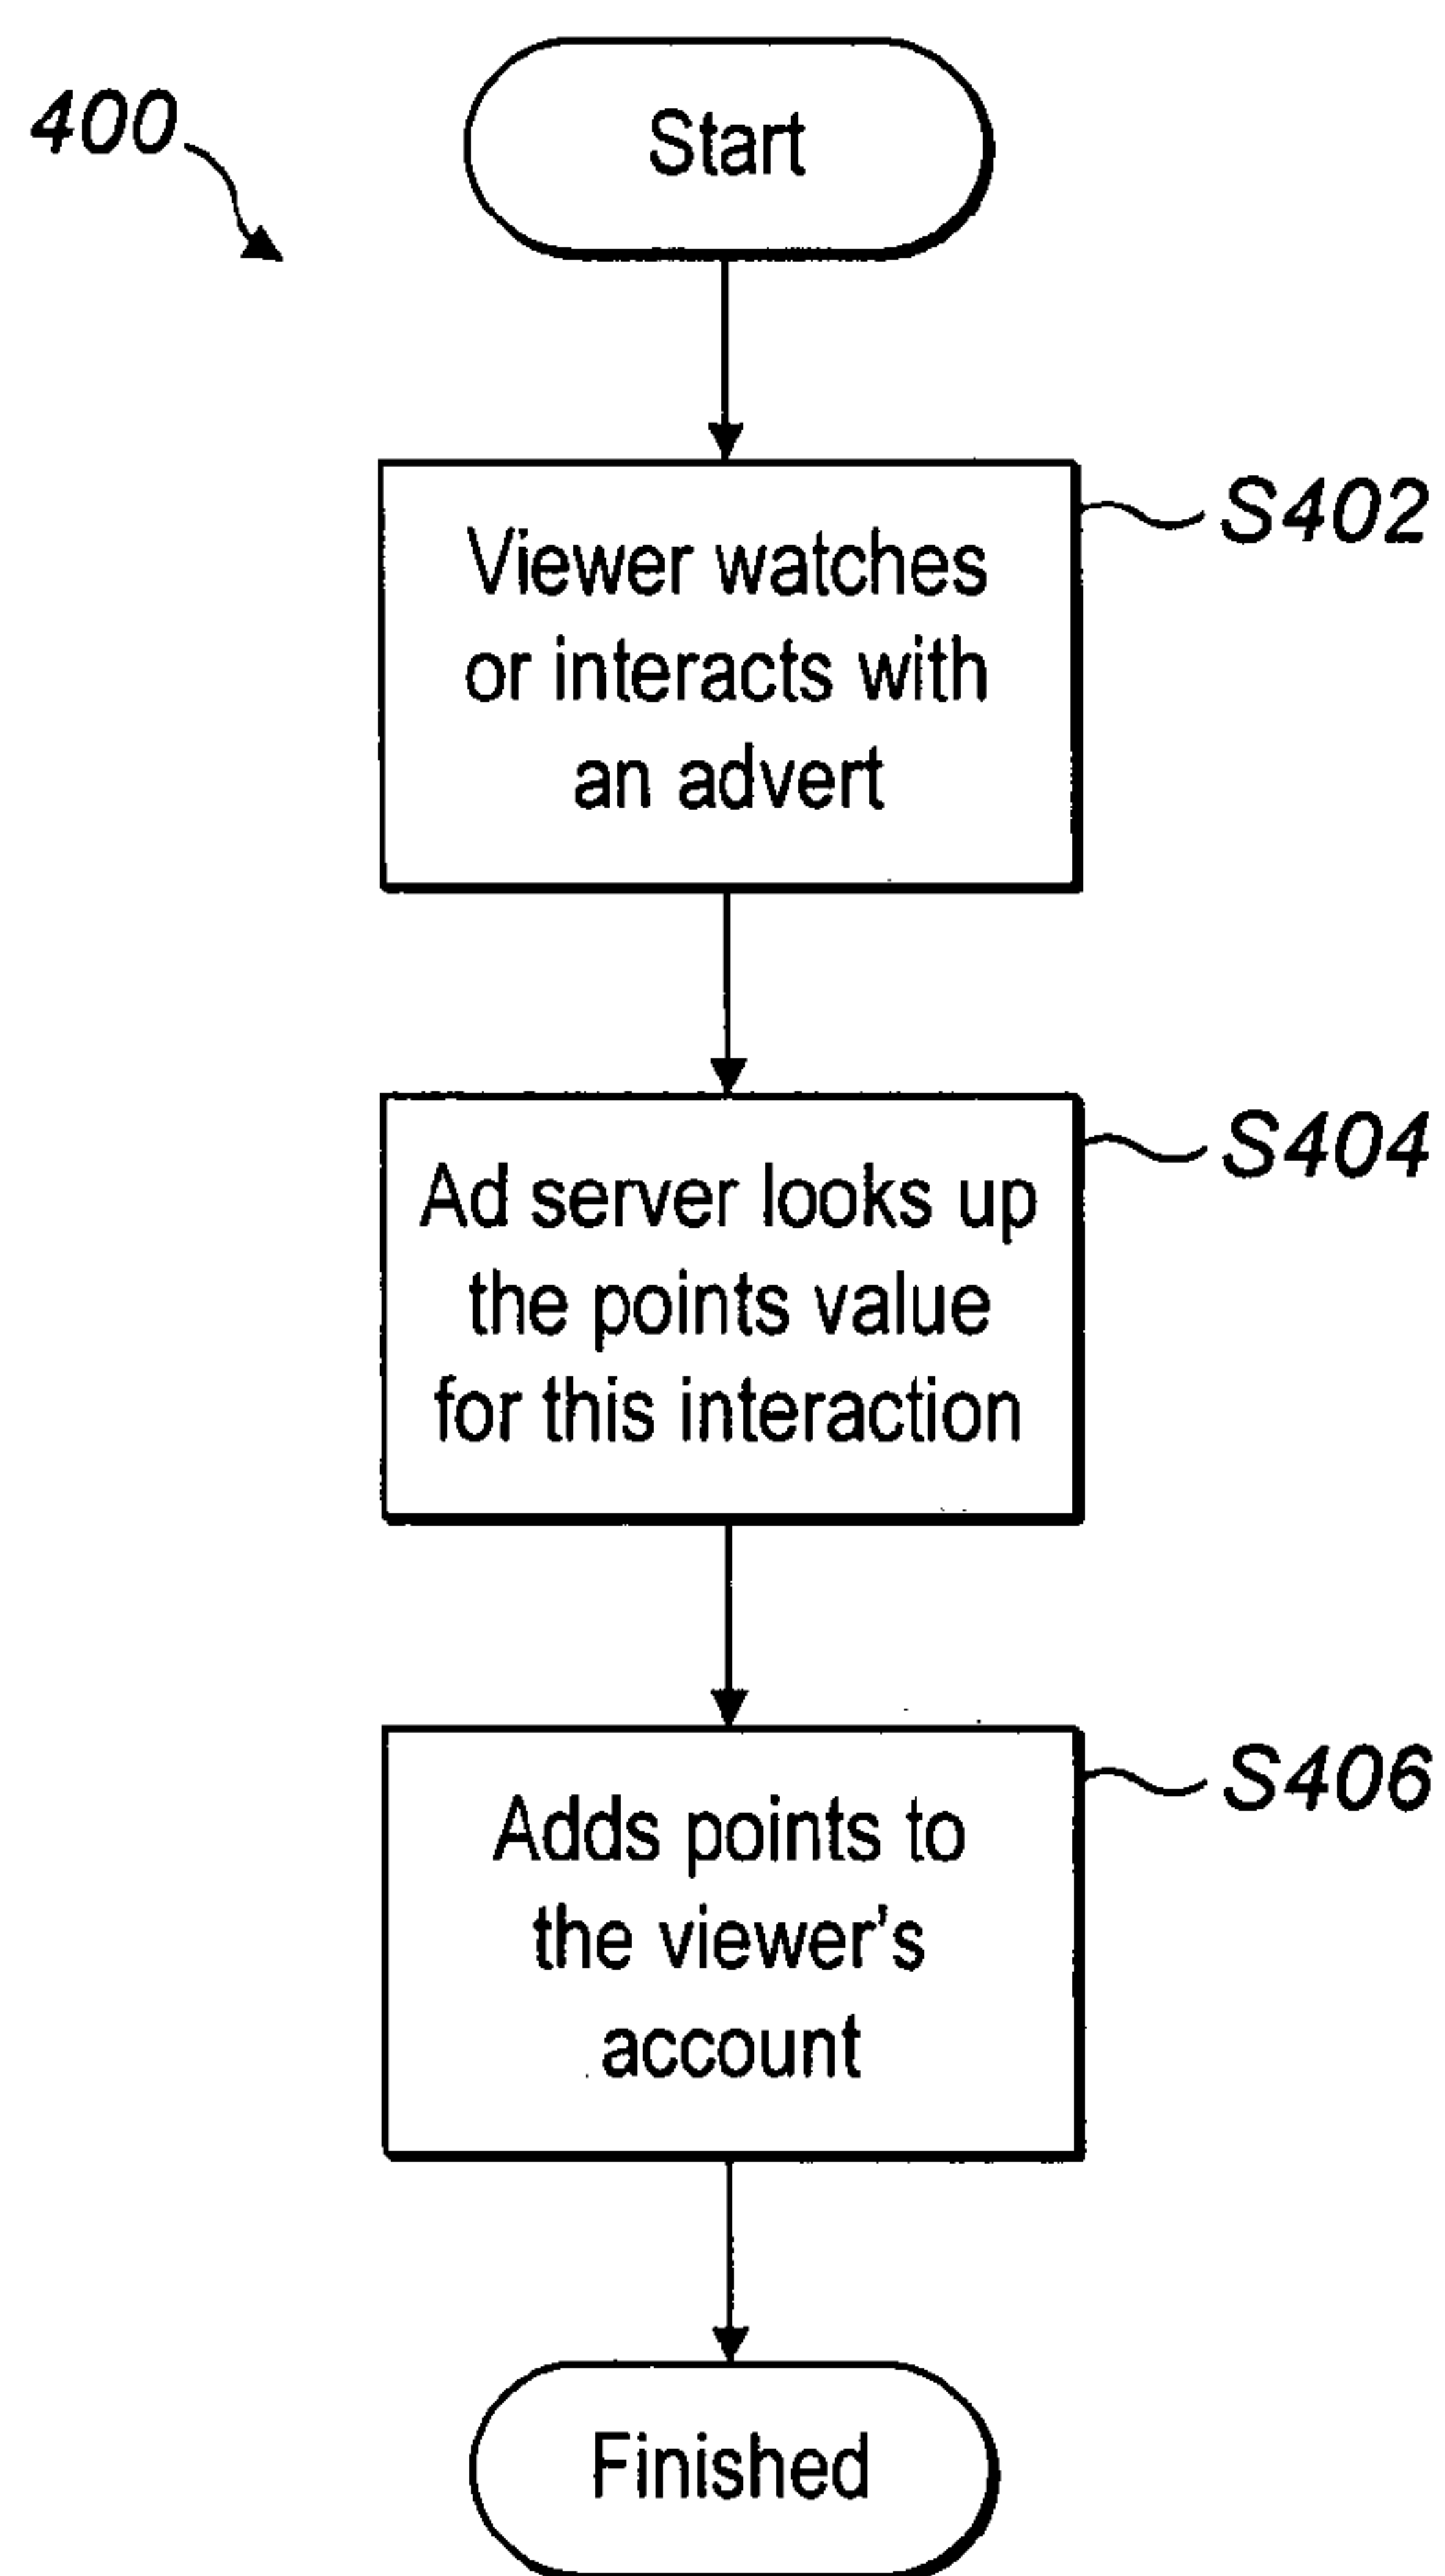 400
Start
Viewer watches
or interacts with
an advert
S402
Ad server looks up
the points value
for this interaction
S404
Adds points to
the viewer's
account
S406
Finished